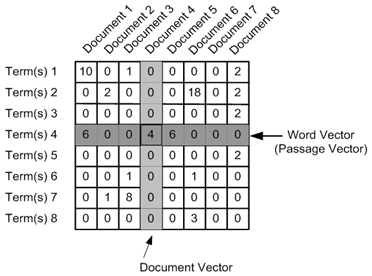 Document 1
Document 2
Document 3
Document 4
Document 5
Document 6
Document 7
Document 8
Term(s) 1 10 0 1 0 0 0 0 2
Term(s) 2 0 2 0 0 0 18 0 2
Term(s) 3 0 0 0 0 0 0 0 2
Term(s) 4 6 0 0 4 6 0 0 0
Word Vector
(Passage Vector)
Term(s) 5 0 0 0 0 0 0 0 2
Term(s) 6 0 0 1 0 0 1 0 0
Term(s) 7 0 1 8 0 0 0 0 0
Term(s) 8 0 0 0 0 0 3 0 0
Document Vector